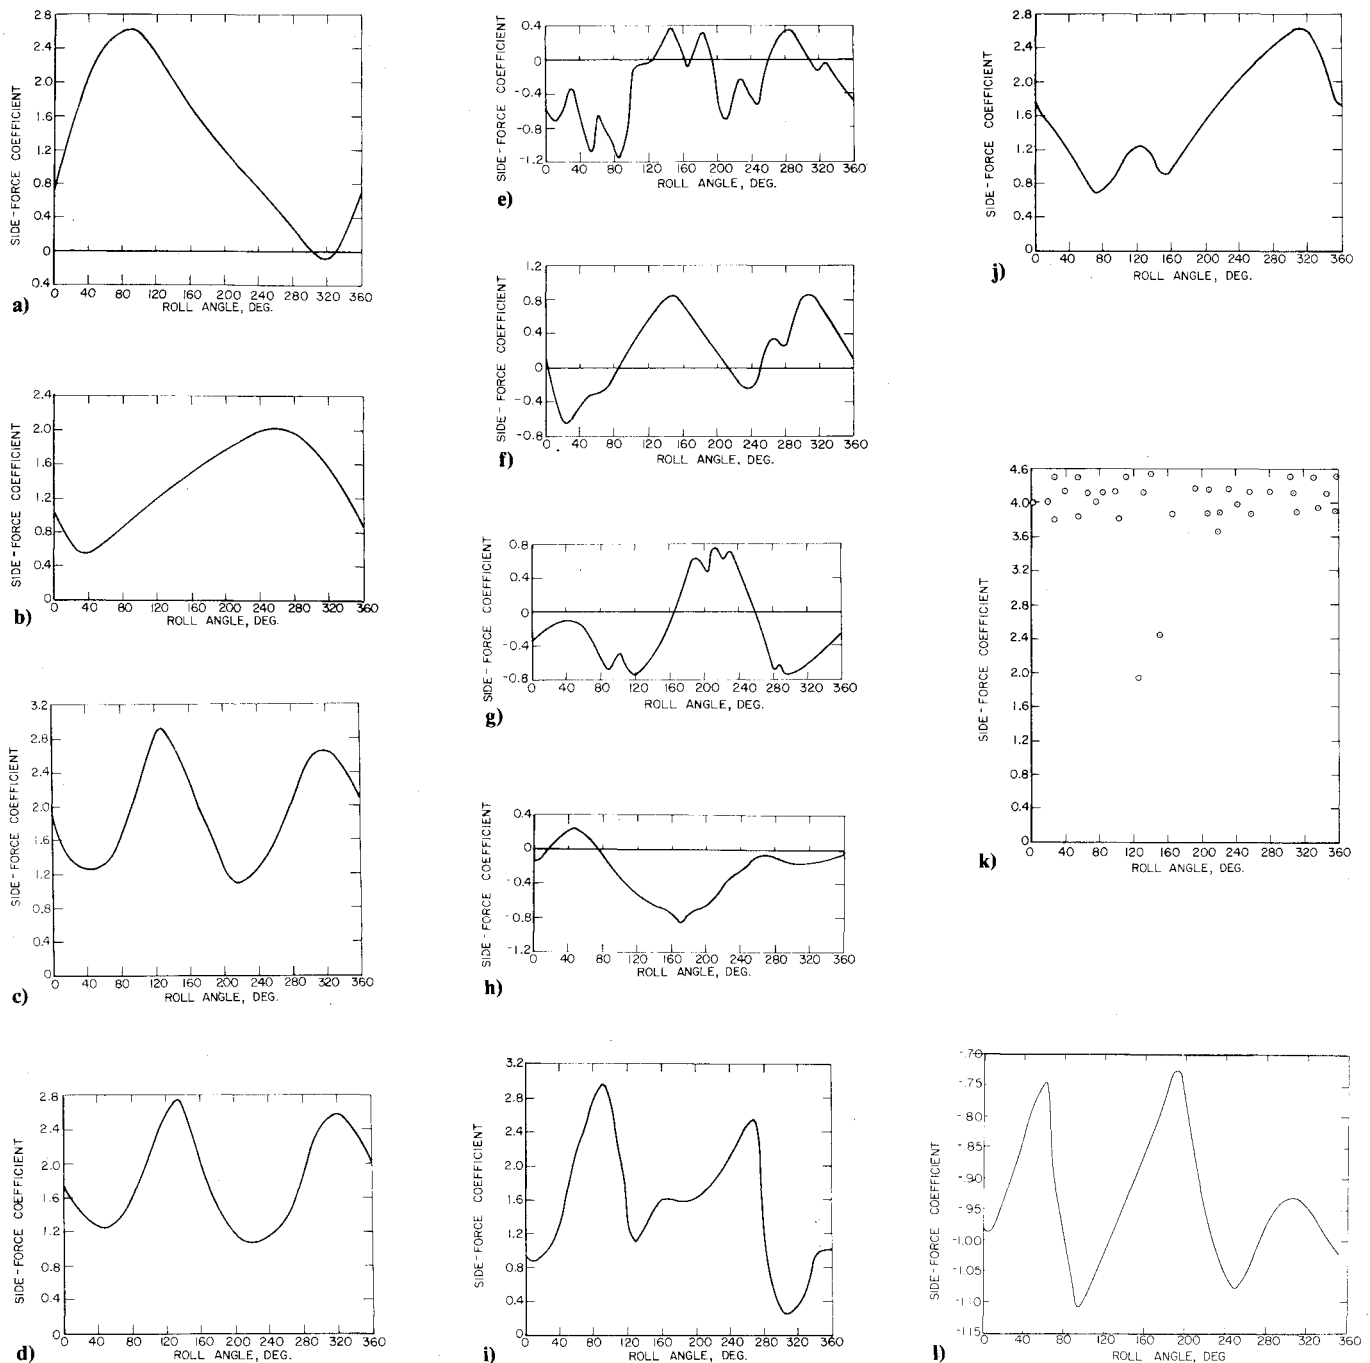 SIDE-FORCE COEFFICIENT
2.8
2.4
2.0
1.6
1.2
0.8
0.4
0
0.4
0 40 80 120 160 200 240 280 320 360
ROLL ANGLE, DEG.
a)
SIDE-FORCE COEFFICIENT
2.4
2.0
1.6
1.2
0.8
0.4
0
0 40 80 120 160 200 240 280 320 360
ROLL ANGLE, DEG.
b)
SIDE-FORCE COEFFICIENT
3.2
2.8
2.4
2.0
1.6
1.2
0.8
0.4
0
0 40 80 120 160 200 240 280 320 360
ROLL ANGLE, DEG.
c)
SIDE-FORCE COEFFICIENT
2.8
2.4
2.0
1.6
1.2
0.8
0.4
0
0 40 80 120 160 200 240 280 320 360
ROLL ANGLE, DEG.
d)
SIDE-FORCE COEFFICIENT
0.4
0
-0.4
-0.8
-1.2
0 40 80 120 160 200 240 280 320 360
ROLL ANGLE, DEG.
e)
SIDE-FORCE COEFFICIENT
1.2
0.8
0.4
0
-0.4
-0.8
0 40 80 120 160 200 240 280 320 360
ROLL ANGLE, DEG.
f)
SIDE-FORCE COEFFICIENT
0.8
0.4
0
-0.4
-0.8
0 40 80 120 160 200 240 280 320 360
ROLL ANGLE, DEG.
g)
SIDE-FORCE COEFFICIENT
0.4
0
-0.4
-0.8
-1.2
0 40 80 120 160 200 240 280 320 360
ROLL ANGLE, DEG.
h)
SIDE-FORCE COEFFICIENT
3.2
2.8
2.4
2.0
1.6
1.2
0.8
0.4
0
0 40 80 120 160 200 240 280 320 360
ROLL ANGLE, DEG.
i)
SIDE-FORCE COEFFICIENT
2.8
2.4
2.0
1.6
1.2
0.8
0.4
0
0 40 80 120 160 200 240 280 320 360
ROLL ANGLE, DEG.
j)
SIDE-FORCE COEFFICIENT
4.6
4.0
3.6
3.2
2.8
2.4
2.0
1.6
1.2
0.8
0.4
0
0 40 80 120 160 200 240 280 320 360
ROLL ANGLE, DEG.
k)
SIDE-FORCE COEFFICIENT
-.70
-.75
-.80
-.85
-.90
-.95
-1.00
-1.05
-1.10
-1.15
0 40 80 120 160 200 240 280 320 360
ROLL ANGLE, DEG
l)